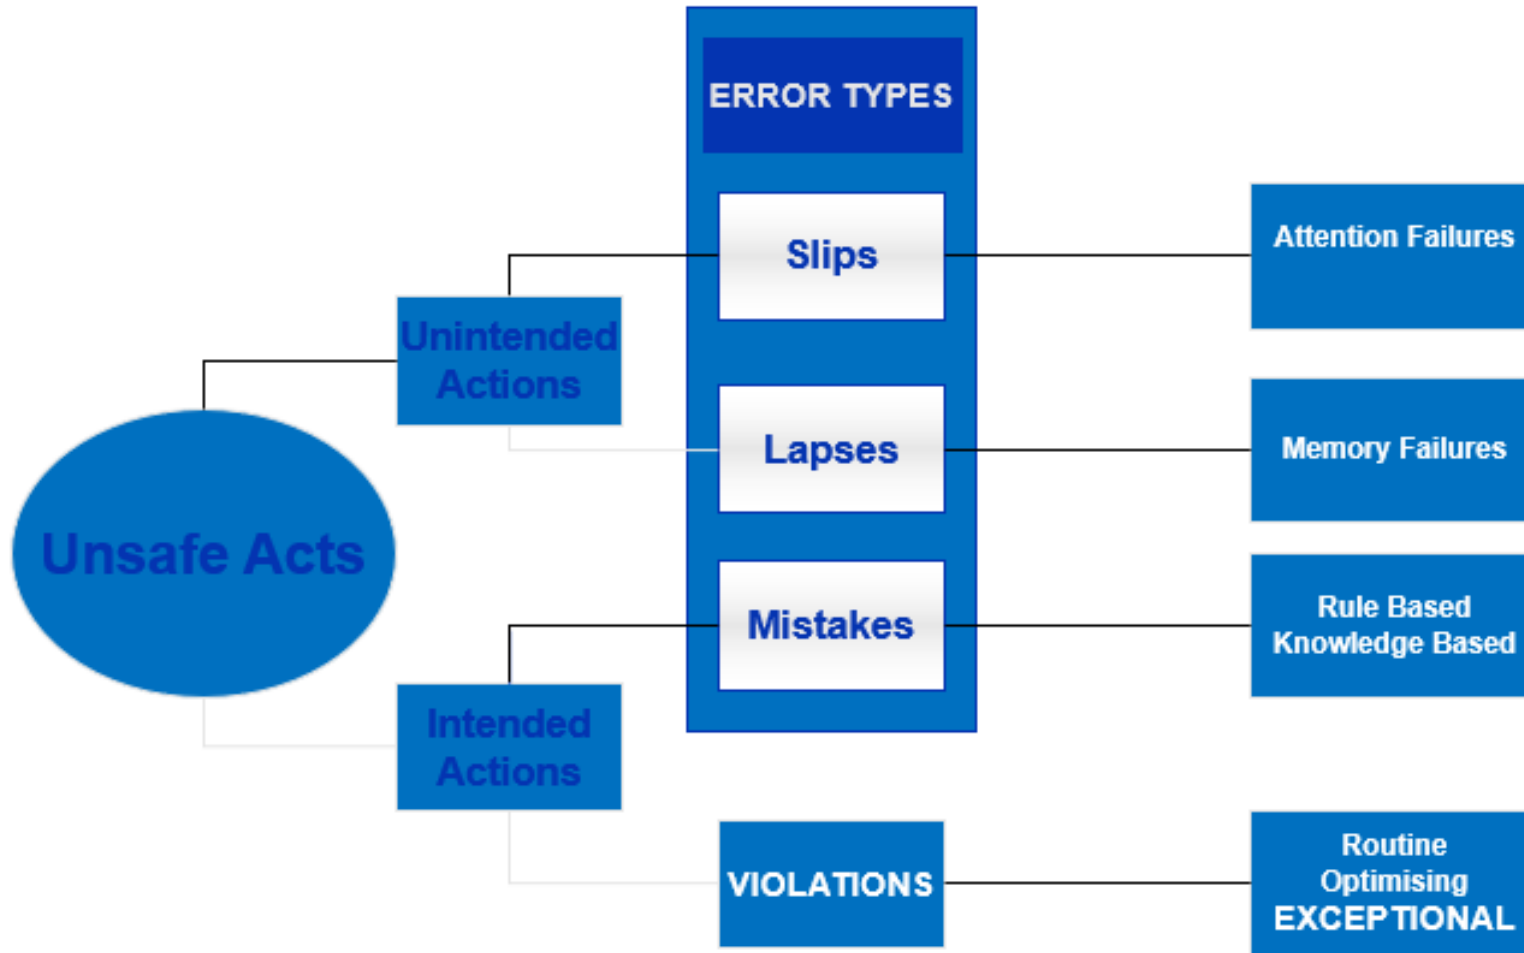 ERROR TYPES
Slips
Attention Failures
Unintended
Actions
Lapses
Memory Failures
Unsafe Acts
Mistakes
Rule Based
Knowledge Based
Intended
Actions
VIOLATIONS
Routine
Optimising
EXCEPTIONAL